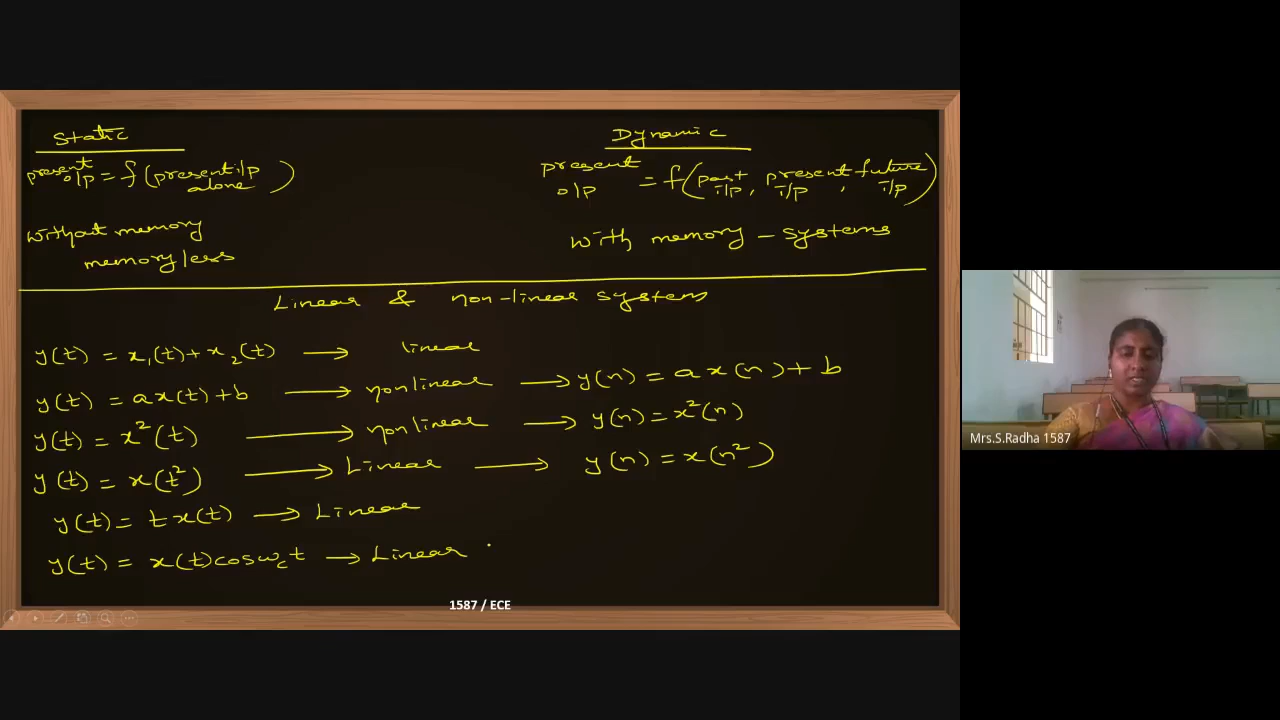 Static
present o/p = f(present i/p alone)
without memory
memoryless
Dynamic
present o/p = f(past i/p, present i/p, future i/p)
With memory - systems
Linear & non-linear systems
y(t) = x₁(t) + x₂(t) → linear
y(t) = ax(t)+b → nonlinear → y(n) = ax(n) + b
y(t) = x²(t) → nonlinear → y(n) = x²(n)
y(t) = x(t²) → Linear → y(n) = x(n²)
y(t) = t x(t) → Linear
y(t) = x(t)cosω_c t → Linear
1587 / ECE
Mrs.S.Radha 1587